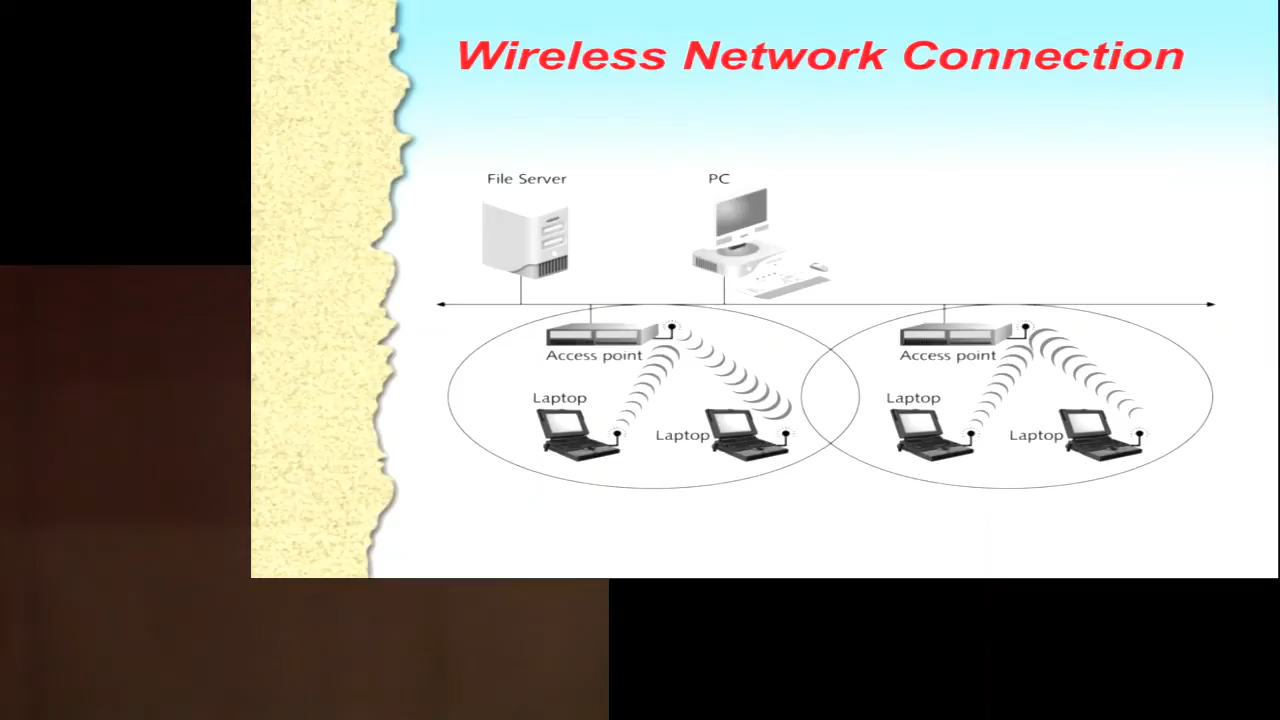 Wireless Network Connection
File Server
PC
Access point
Access point
Laptop
Laptop
Laptop
Laptop